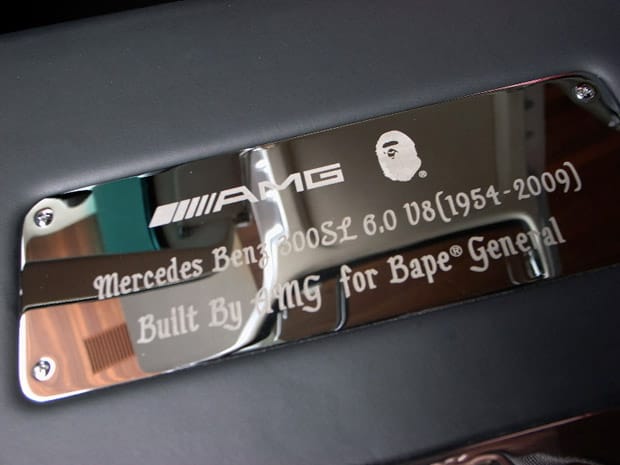 AMG
®
Mercedes Benz 300SL 6.0 V8(1954-2009)
Built By AMG for Bape® General